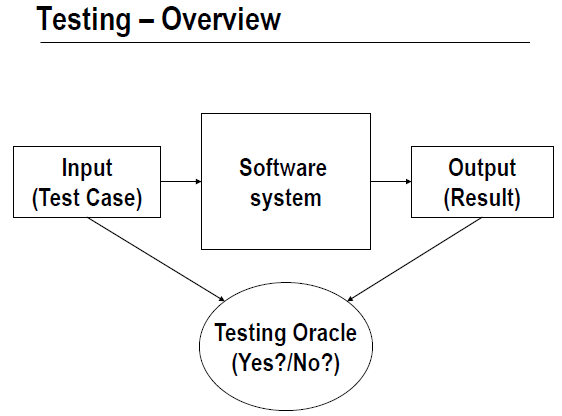 Testing – Overview
Input
(Test Case)
Software
system
Output
(Result)
Testing Oracle
(Yes?/No?)